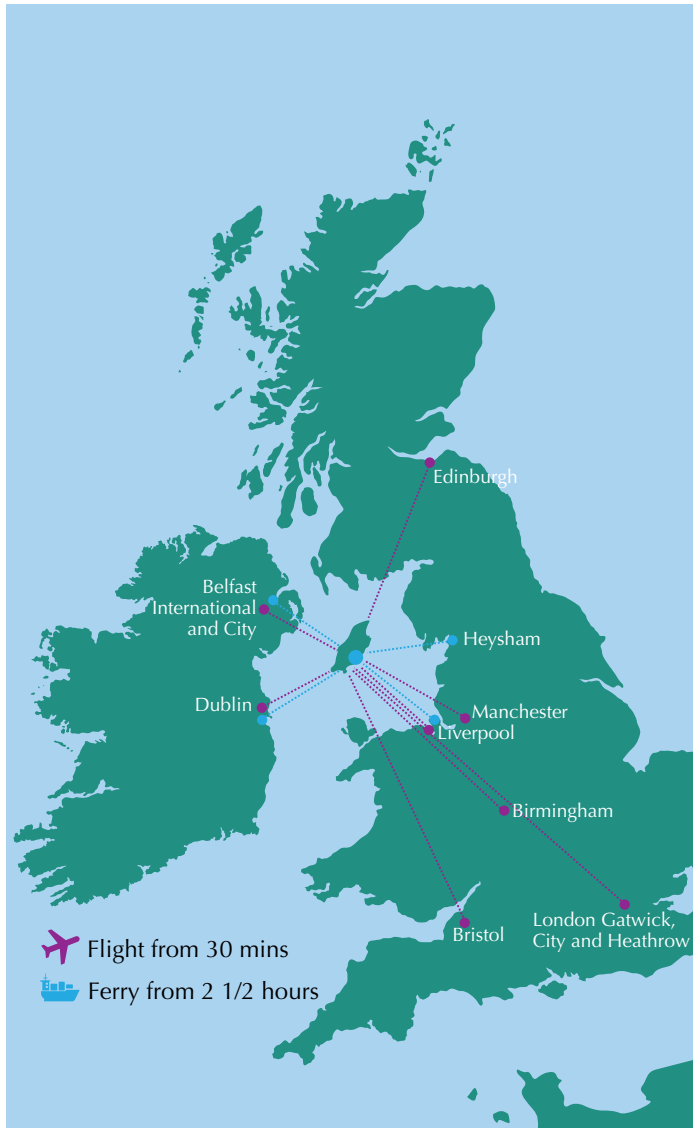 Edinburgh
Belfast
International
and City
Heysham
Dublin
Manchester
Liverpool
Birmingham
London Gatwick,
City and Heathrow
Bristol
Flight from 30 mins
Ferry from 2 1/2 hours